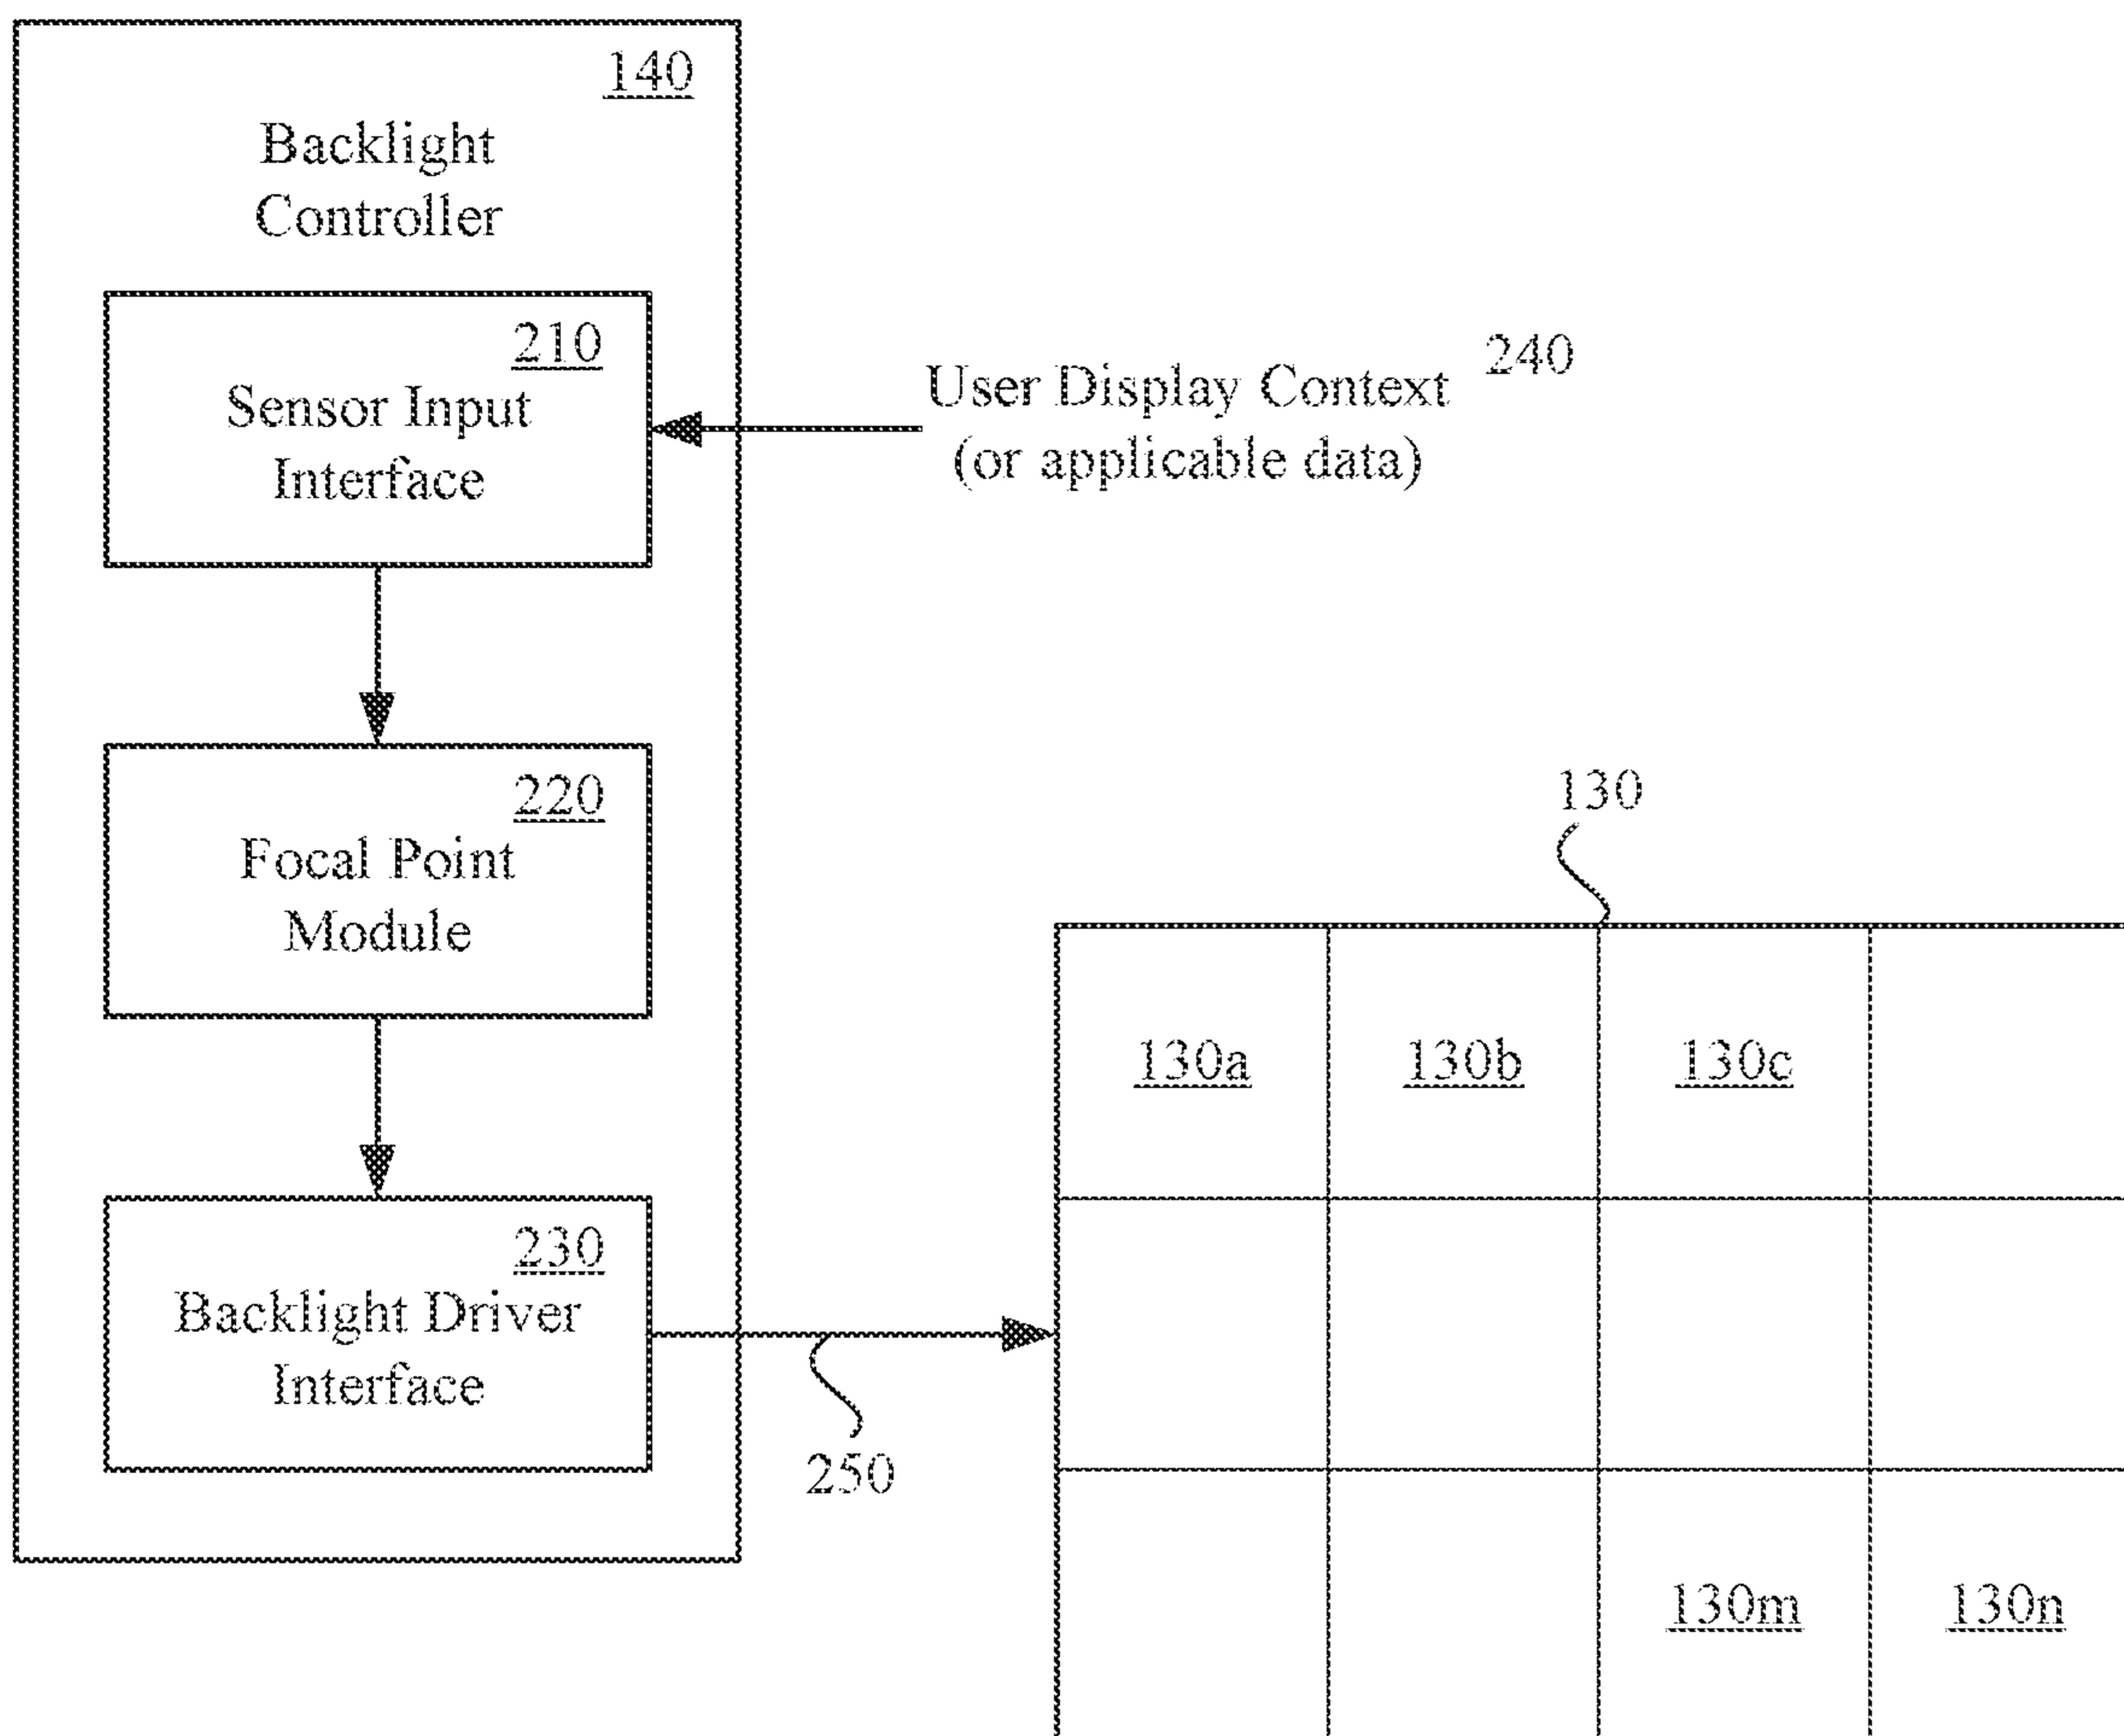 140
Backlight
Controller
210
Sensor Input
Interface
240
User Display Context
(or applicable data)
220
Focal Point
Module
130
130a 130b 130c
230
Backlight Driver
Interface
250
130m 130n